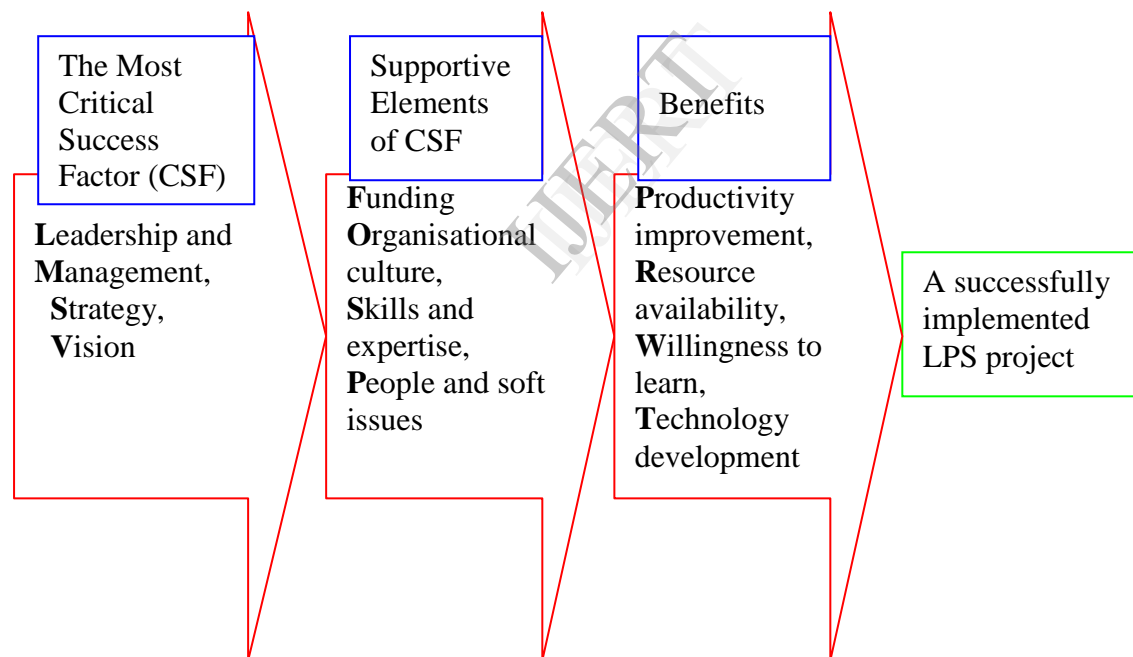 The Most
Critical
Success
Factor (CSF)
Leadership and
Management,
Strategy,
Vision
Supportive
Elements
of CSF
Funding
Organisational
culture,
Skills and
expertise,
People and soft
issues
Benefits
Productivity
improvement,
Resource
availability,
Willingness to
learn,
Technology
development
A successfully
implemented
LPS project
IJERT